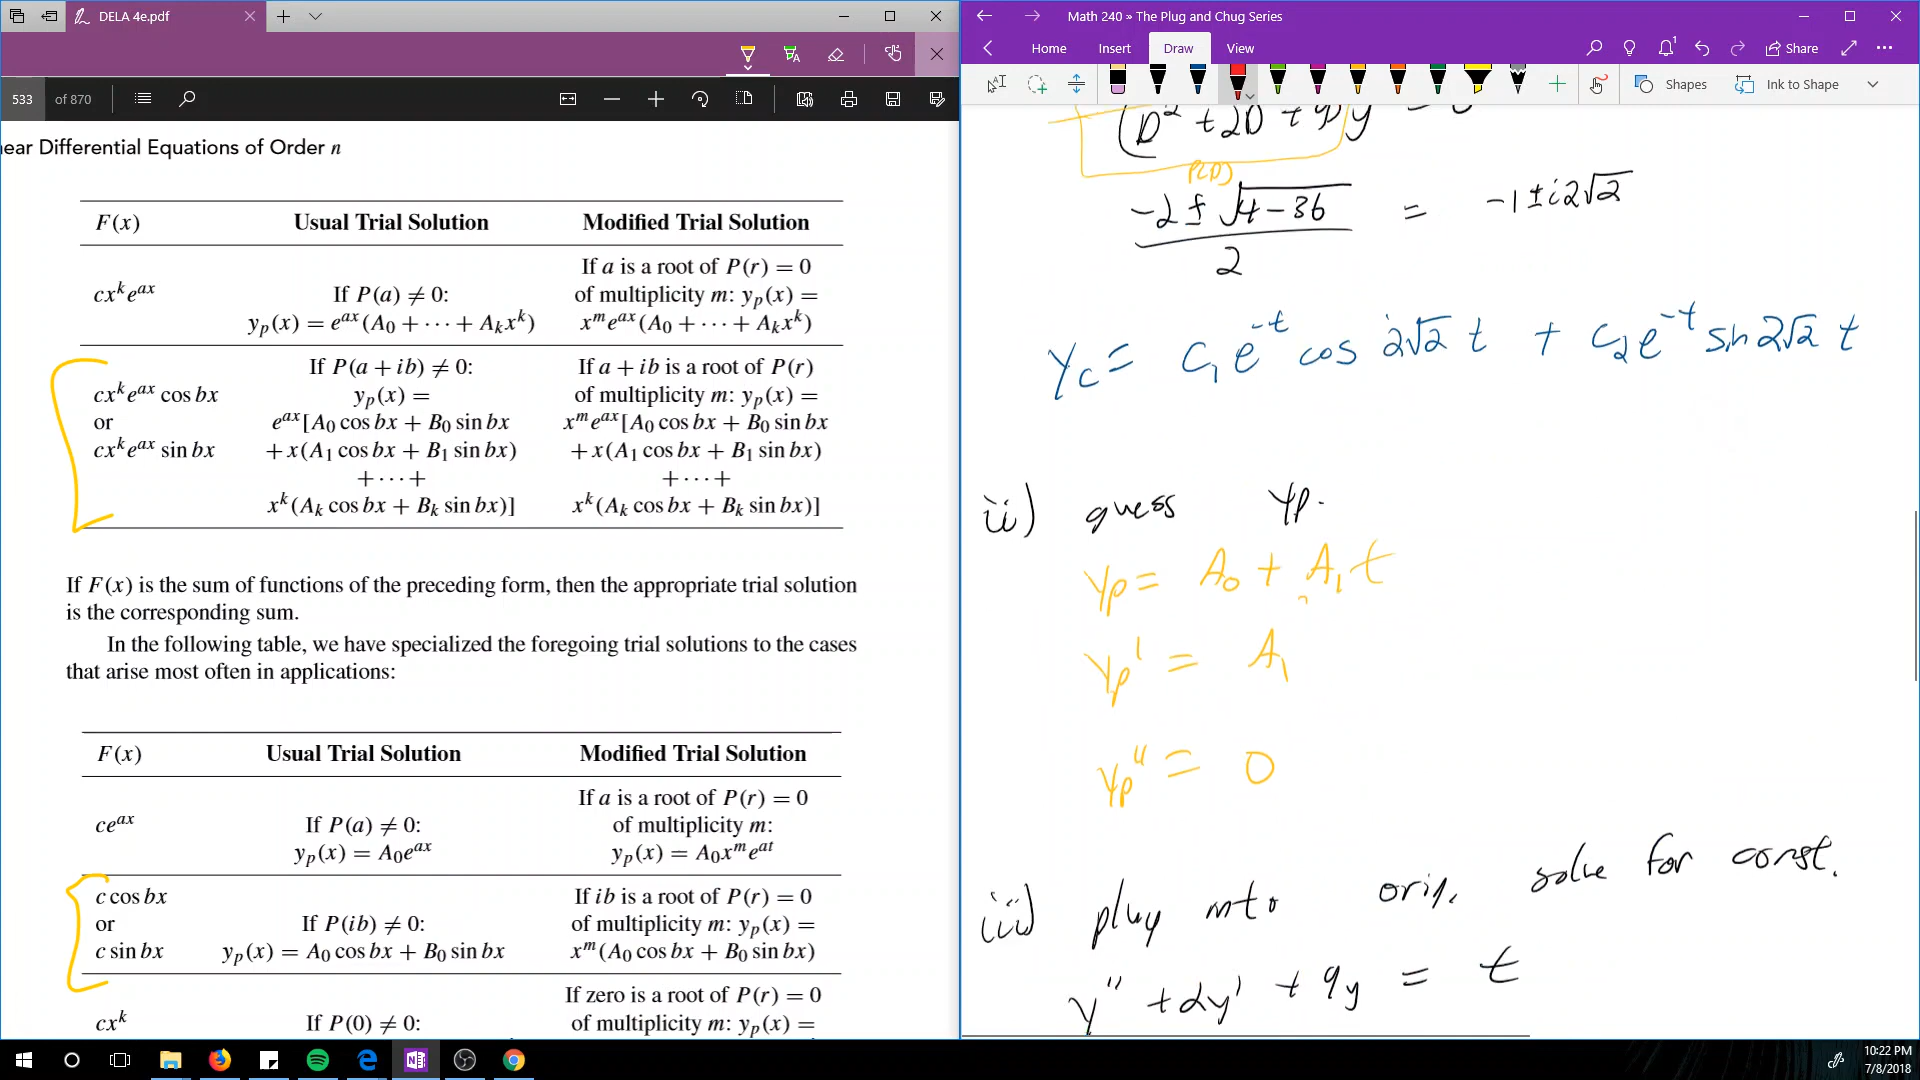 DELA 4e.pdf
533 of 870
ear Differential Equations of Order n
F(x) Usual Trial Solution Modified Trial Solution
If a is a root of P(r) = 0
cx^k e^{ax} If P(a) ≠ 0: of multiplicity m: y_p(x) =
y_p(x) = e^{ax}(A_0 + ··· + A_k x^k) x^m e^{ax}(A_0 + ··· + A_k x^k)
If P(a + ib) ≠ 0: If a + ib is a root of P(r)
cx^k e^{ax} cos bx y_p(x) = of multiplicity m: y_p(x) =
or e^{ax}[A_0 cos bx + B_0 sin bx x^m e^{ax}[A_0 cos bx + B_0 sin bx
cx^k e^{ax} sin bx +x(A_1 cos bx + B_1 sin bx) +x(A_1 cos bx + B_1 sin bx)
+···+ +···+
x^k(A_k cos bx + B_k sin bx)] x^k(A_k cos bx + B_k sin bx)]
If F(x) is the sum of functions of the preceding form, then the appropriate trial solution
is the corresponding sum.
In the following table, we have specialized the foregoing trial solutions to the cases
that arise most often in applications:
F(x) Usual Trial Solution Modified Trial Solution
If a is a root of P(r) = 0
ce^{ax} If P(a) ≠ 0: of multiplicity m:
y_p(x) = A_0 e^{ax} y_p(x) = A_0 x^m e^{at}
c cos bx If ib is a root of P(r) = 0
or If P(ib) ≠ 0: of multiplicity m: y_p(x) =
c sin bx y_p(x) = A_0 cos bx + B_0 sin bx x^m(A_0 cos bx + B_0 sin bx)
If zero is a root of P(r) = 0
cx^k If P(0) ≠ 0: of multiplicity m: y_p(x) =
Math 240 » The Plug and Chug Series
Home Insert Draw View
1
Share
Shapes
Ink to Shape
(D² + 2D + 9)y = 0
P(D)
-2 ± √4-36 / 2 = -1 ± i2√2
y_c = c_1 e^{-t} cos 2√2 t + c_2 e^{-t} sin 2√2 t
ii) guess yp.
yp = A_0 + A_1 t
yp' = A_1
yp'' = 0
iii) plug into orig. solve for const.
y'' + 2y' + 9y = t
10:22 PM
7/8/2018